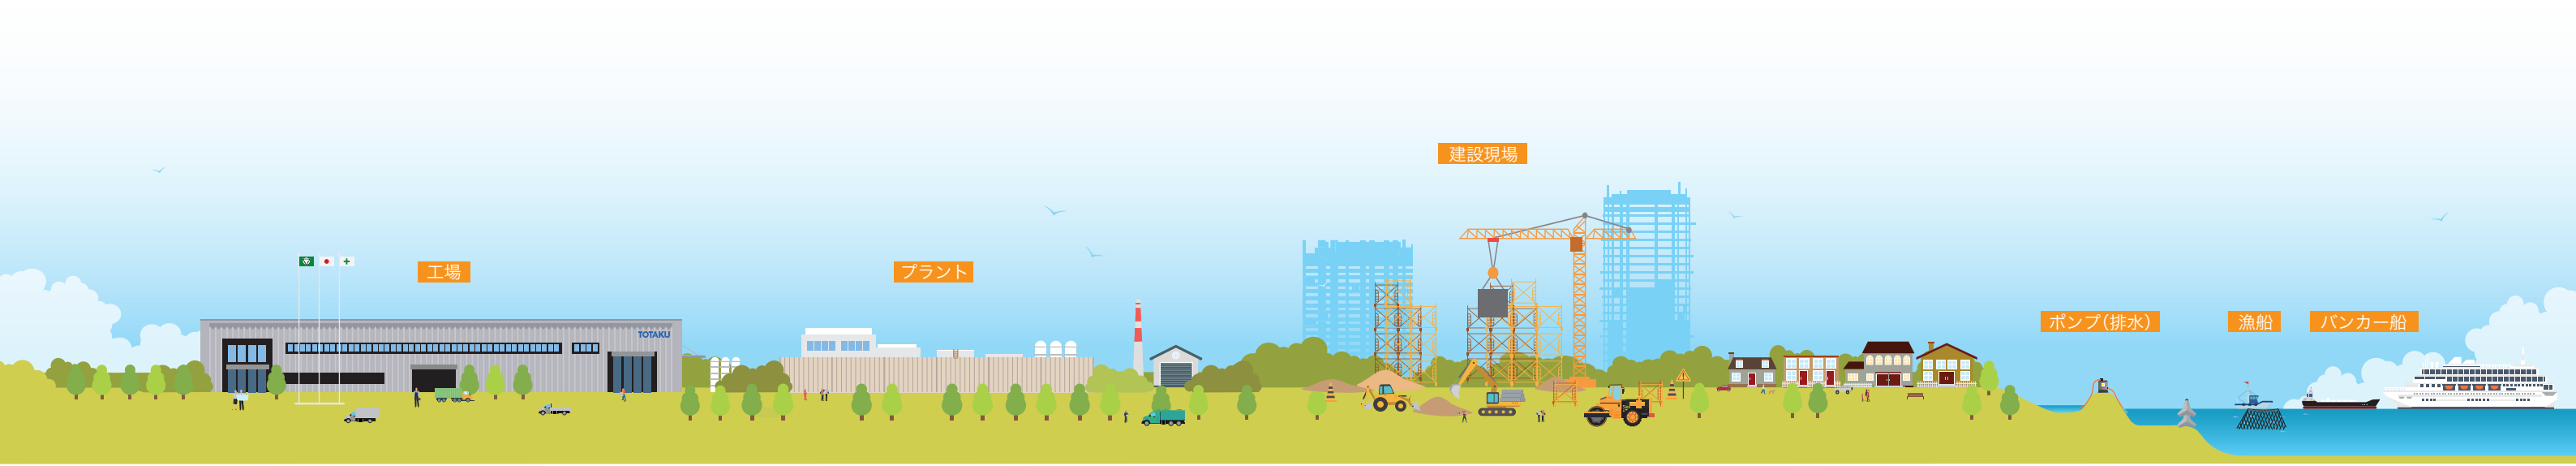 工場
TOTAKU
プラント
建設現場
ポンプ(排水)
漁船
バンカー船